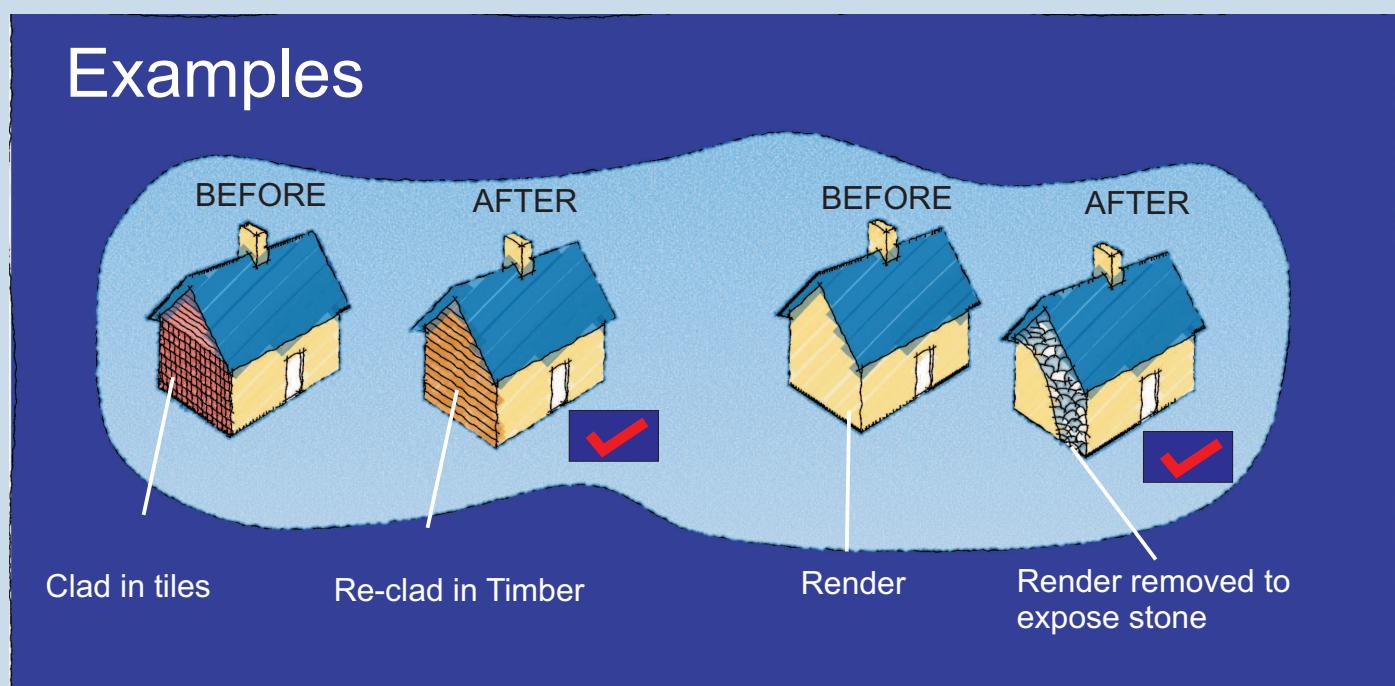 Examples
BEFORE
AFTER
BEFORE
AFTER
Clad in tiles
Re-clad in Timber
Render
Render removed to
expose stone